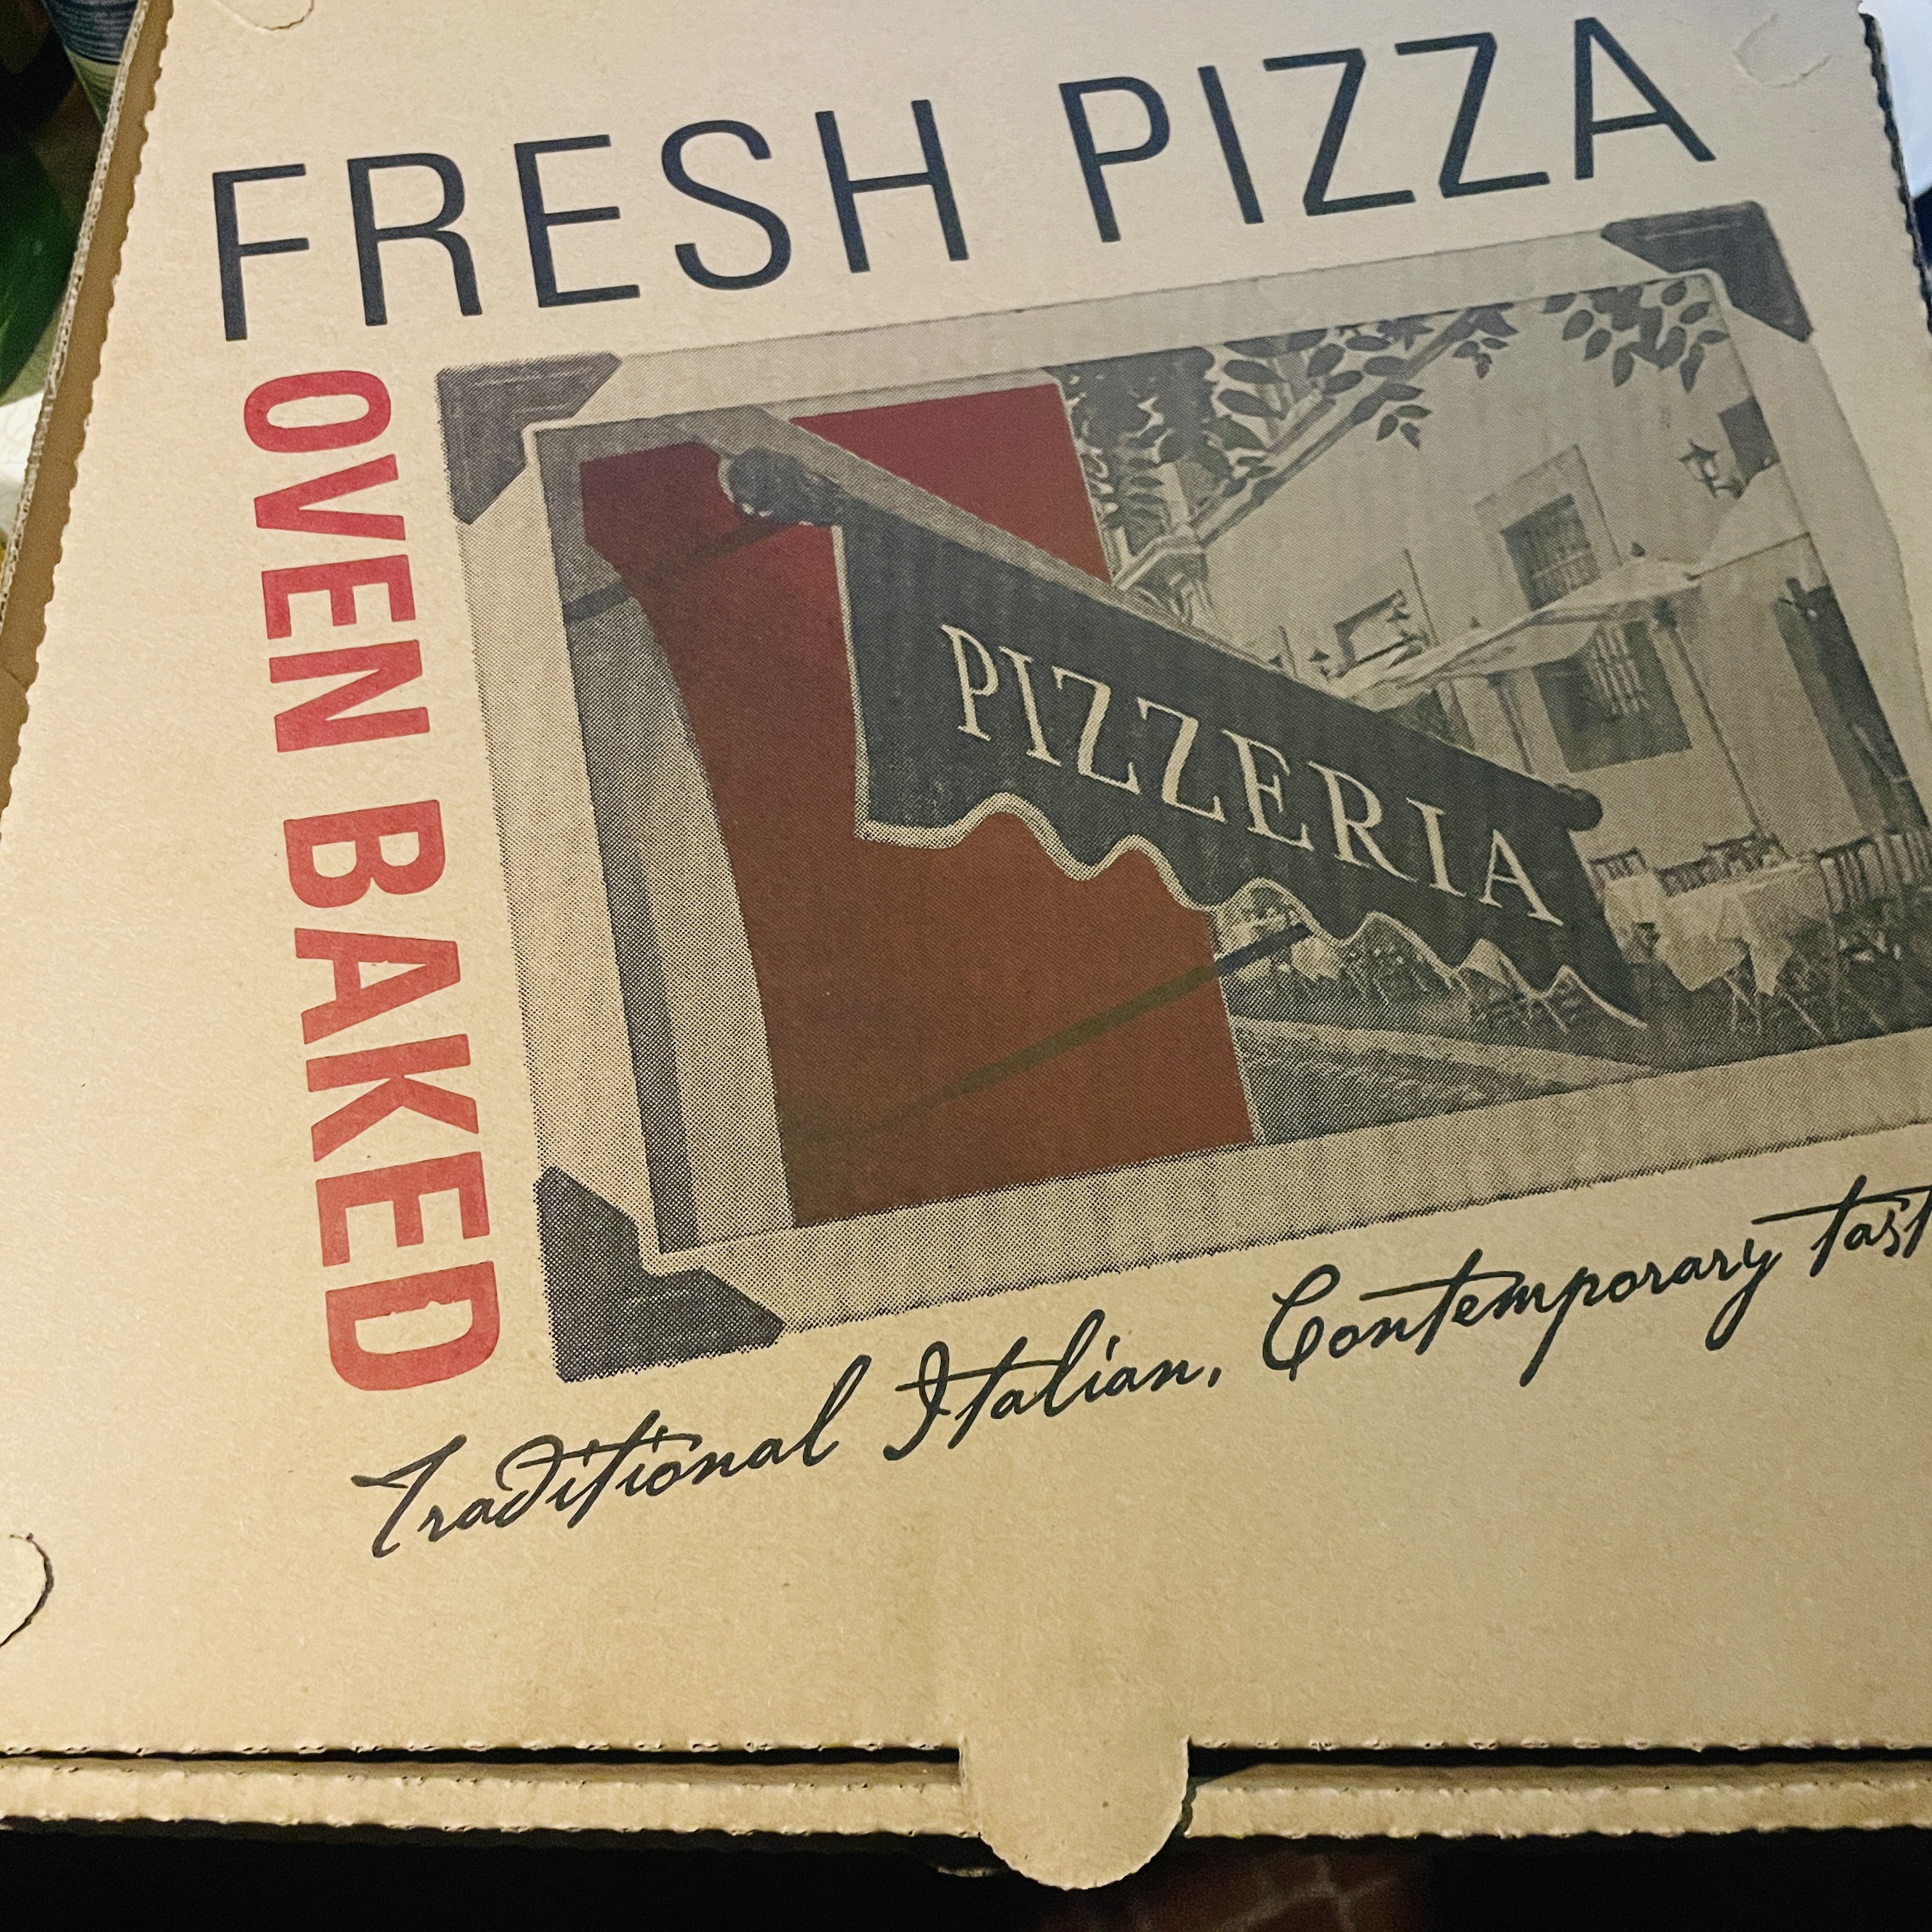 FRESH PIZZA
OVEN BAKED
PIZZERIA
Traditional Italian, Contemporary